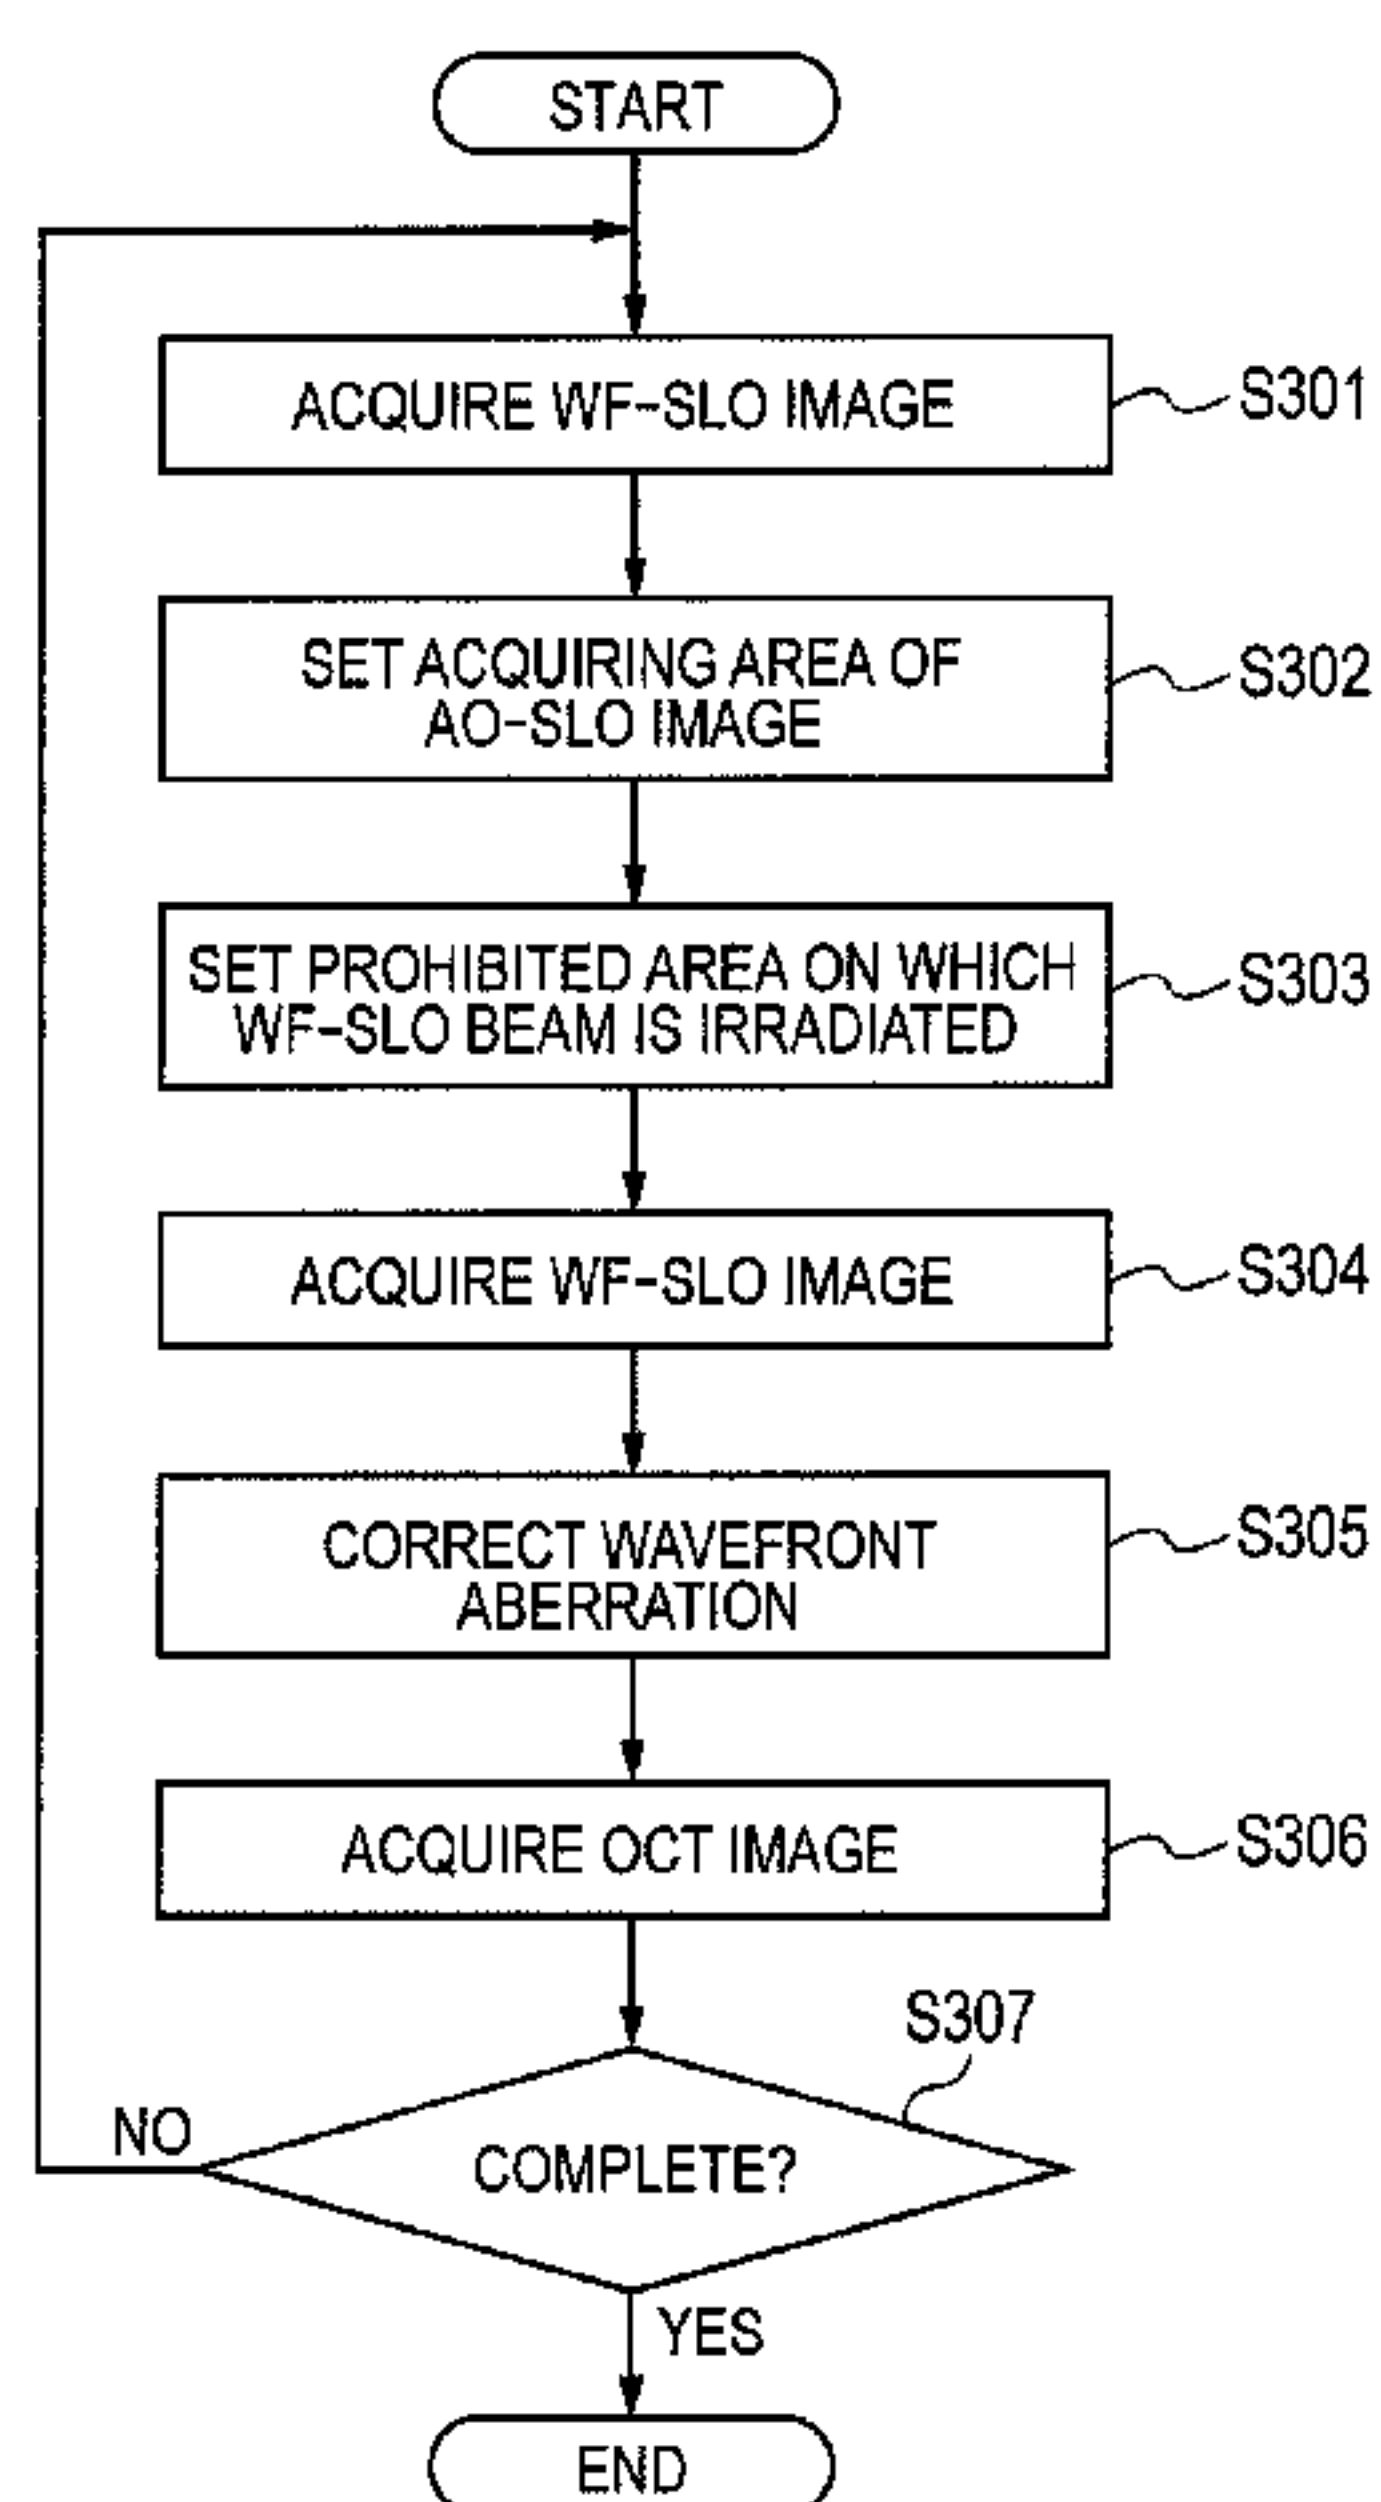 START
ACQUIRE WF-SLO IMAGE
S301
SET ACQUIRING AREA OF
AO-SLO IMAGE
S302
SET PROHIBITED AREA ON WHICH
WF-SLO BEAM IS IRRADIATED
S303
ACQUIRE WF-SLO IMAGE
S304
CORRECT WAVEFRONT
ABERRATION
S305
ACQUIRE OCT IMAGE
S306
S307
NO
COMPLETE?
YES
END